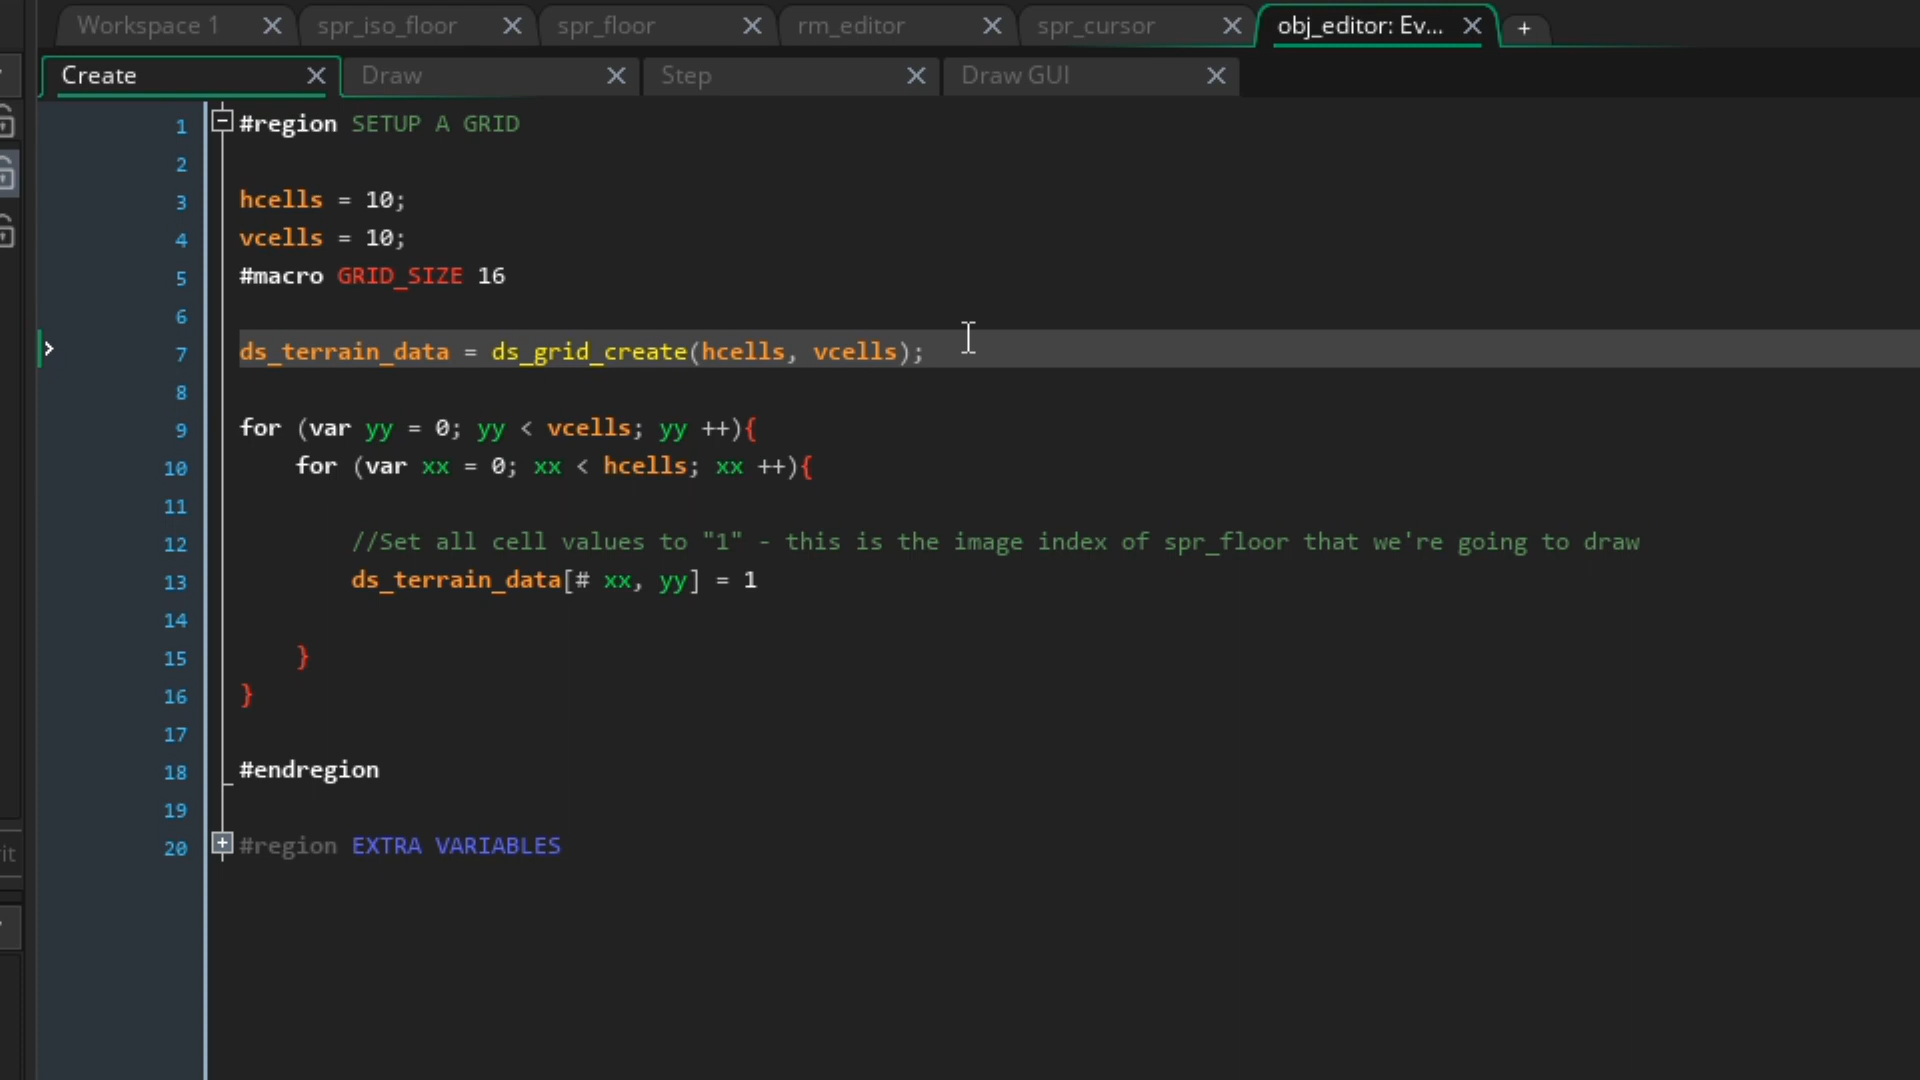 Workspace 1 spr_iso_floor spr_floor rm_editor spr_cursor obj_editor: Ev... +
Create Draw Step Draw GUI
1 #region SETUP A GRID
2
3 hcells = 10;
4 vcells = 10;
5 #macro GRID_SIZE 16
6
7 ds_terrain_data = ds_grid_create(hcells, vcells);
8
9 for (var yy = 0; yy < vcells; yy ++){
10 for (var xx = 0; xx < hcells; xx ++){
11
12 //Set all cell values to "1" - this is the image index of spr_floor that we're going to draw
13 ds_terrain_data[# xx, yy] = 1
14
15 }
16 }
17
18 #endregion
19
20 #region EXTRA VARIABLES